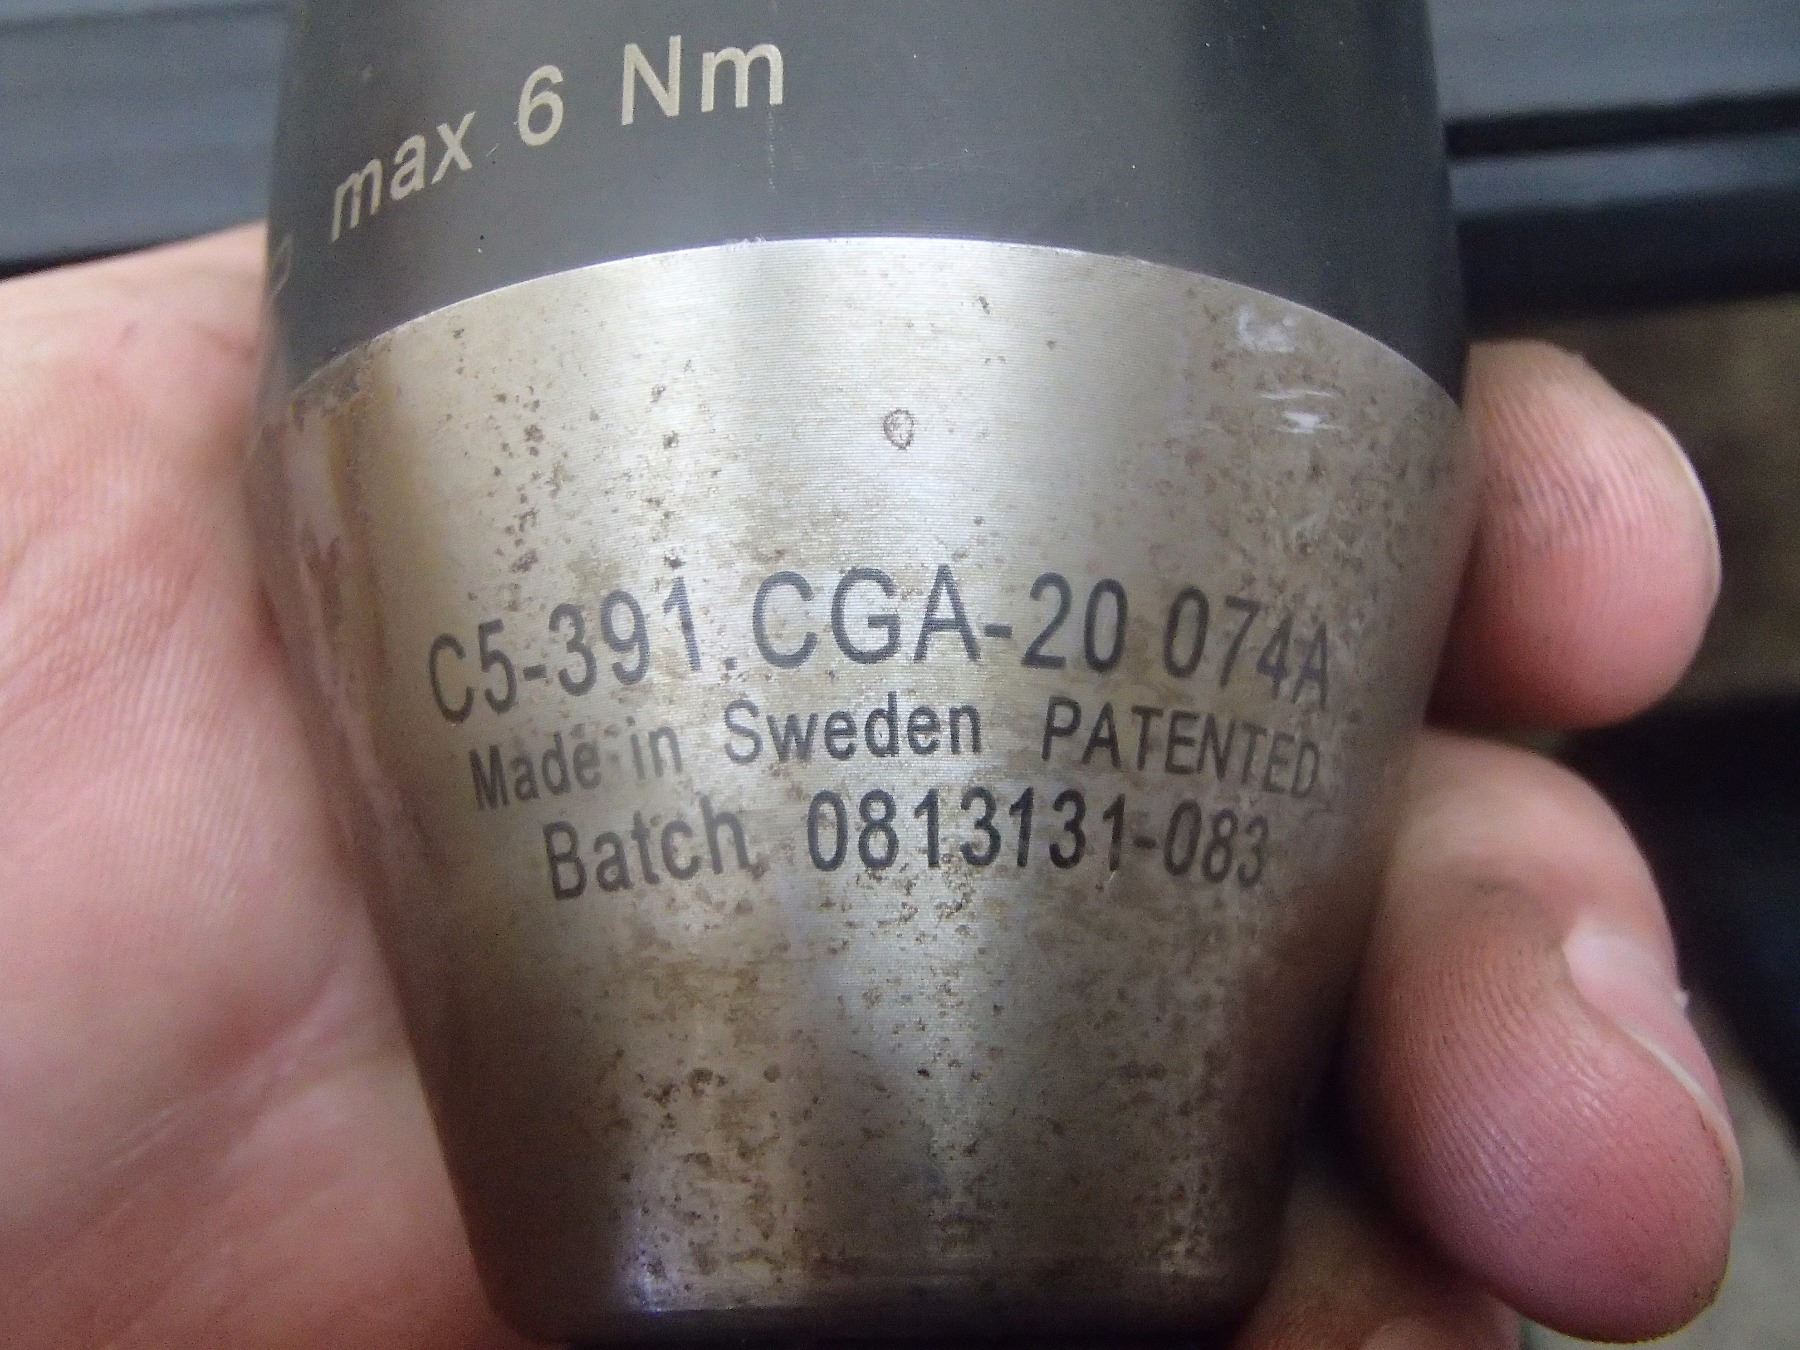 max 6 Nm
C5-391.CGA-20 074A
Made in Sweden PATENTED
Batch 0813131-083